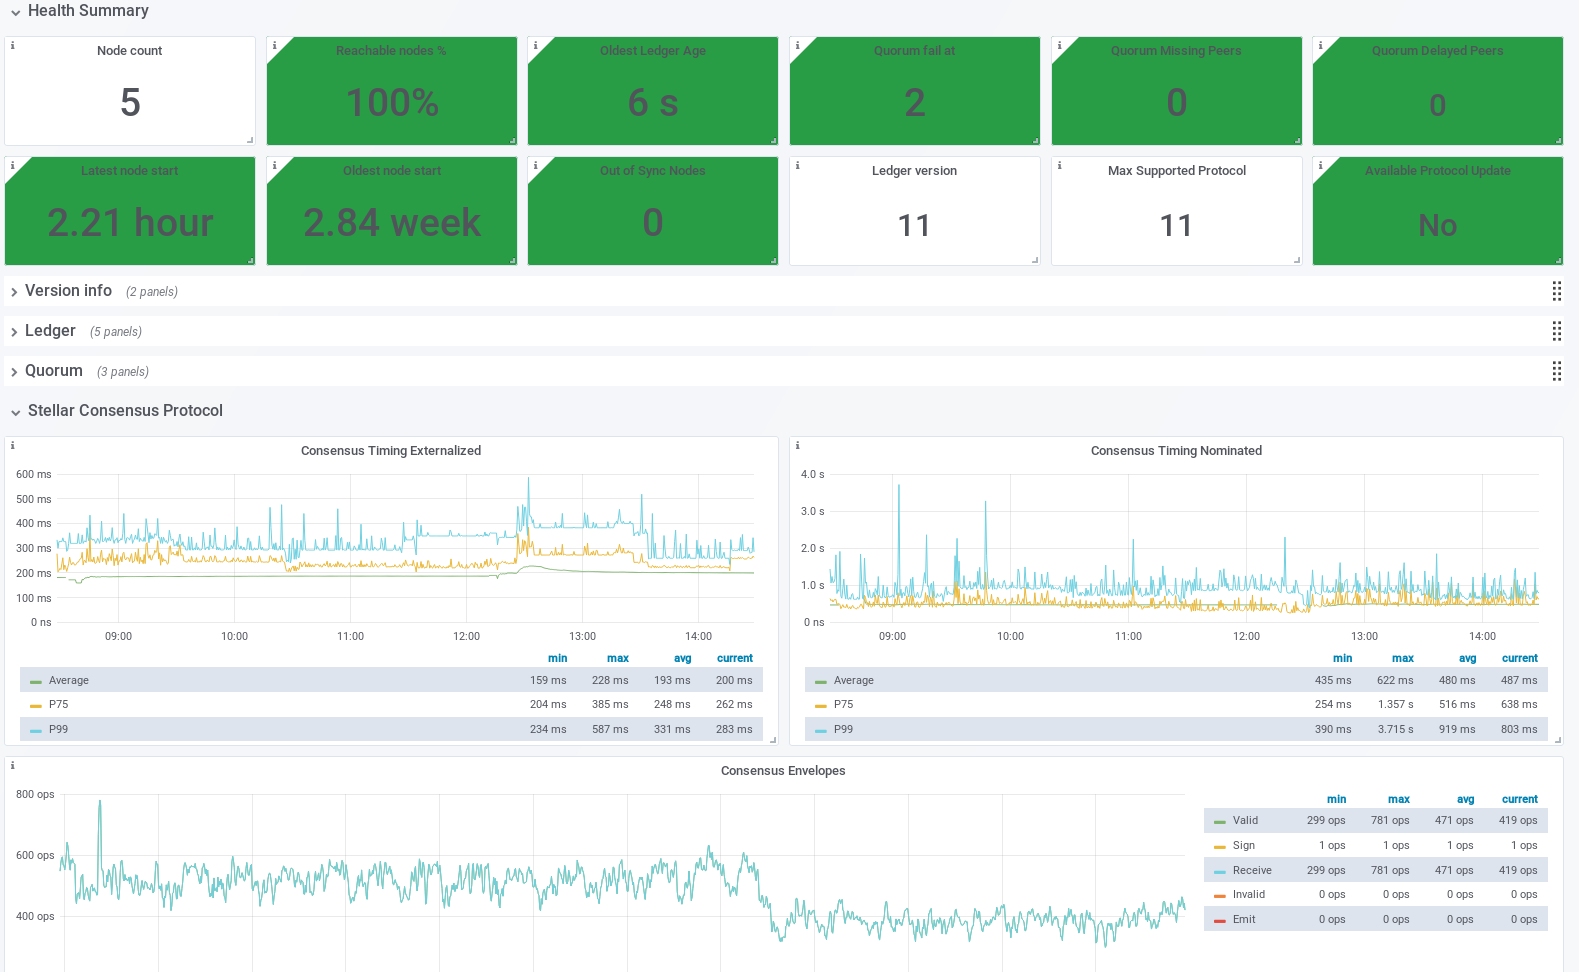 Health Summary
Node count
5
Reachable nodes %
100%
Oldest Ledger Age
6 s
Quorum fail at
2
Quorum Missing Peers
0
Quorum Delayed Peers
0
Latest node start
2.21 hour
Oldest node start
2.84 week
Out of Sync Nodes
0
Ledger version
11
Max Supported Protocol
11
Available Protocol Update
No
Version info (2 panels)
Ledger (5 panels)
Quorum (3 panels)
Stellar Consensus Protocol
Consensus Timing Externalized
600 ms
500 ms
400 ms
300 ms
200 ms
100 ms
0 ns
09:00 10:00 11:00 12:00 13:00 14:00
min max avg current
Average 159 ms 228 ms 193 ms 200 ms
P75 204 ms 385 ms 248 ms 262 ms
P99 234 ms 587 ms 331 ms 283 ms
Consensus Timing Nominated
4.0 s
3.0 s
2.0 s
1.0 s
0 ns
09:00 10:00 11:00 12:00 13:00 14:00
min max avg current
Average 435 ms 622 ms 480 ms 487 ms
P75 254 ms 1.357 s 516 ms 638 ms
P99 390 ms 3.715 s 919 ms 803 ms
Consensus Envelopes
800 ops
600 ops
400 ops
min max avg current
Valid 299 ops 781 ops 471 ops 419 ops
Sign 1 ops 1 ops 1 ops 1 ops
Receive 299 ops 781 ops 471 ops 419 ops
Invalid 0 ops 0 ops 0 ops 0 ops
Emit 0 ops 0 ops 0 ops 0 ops